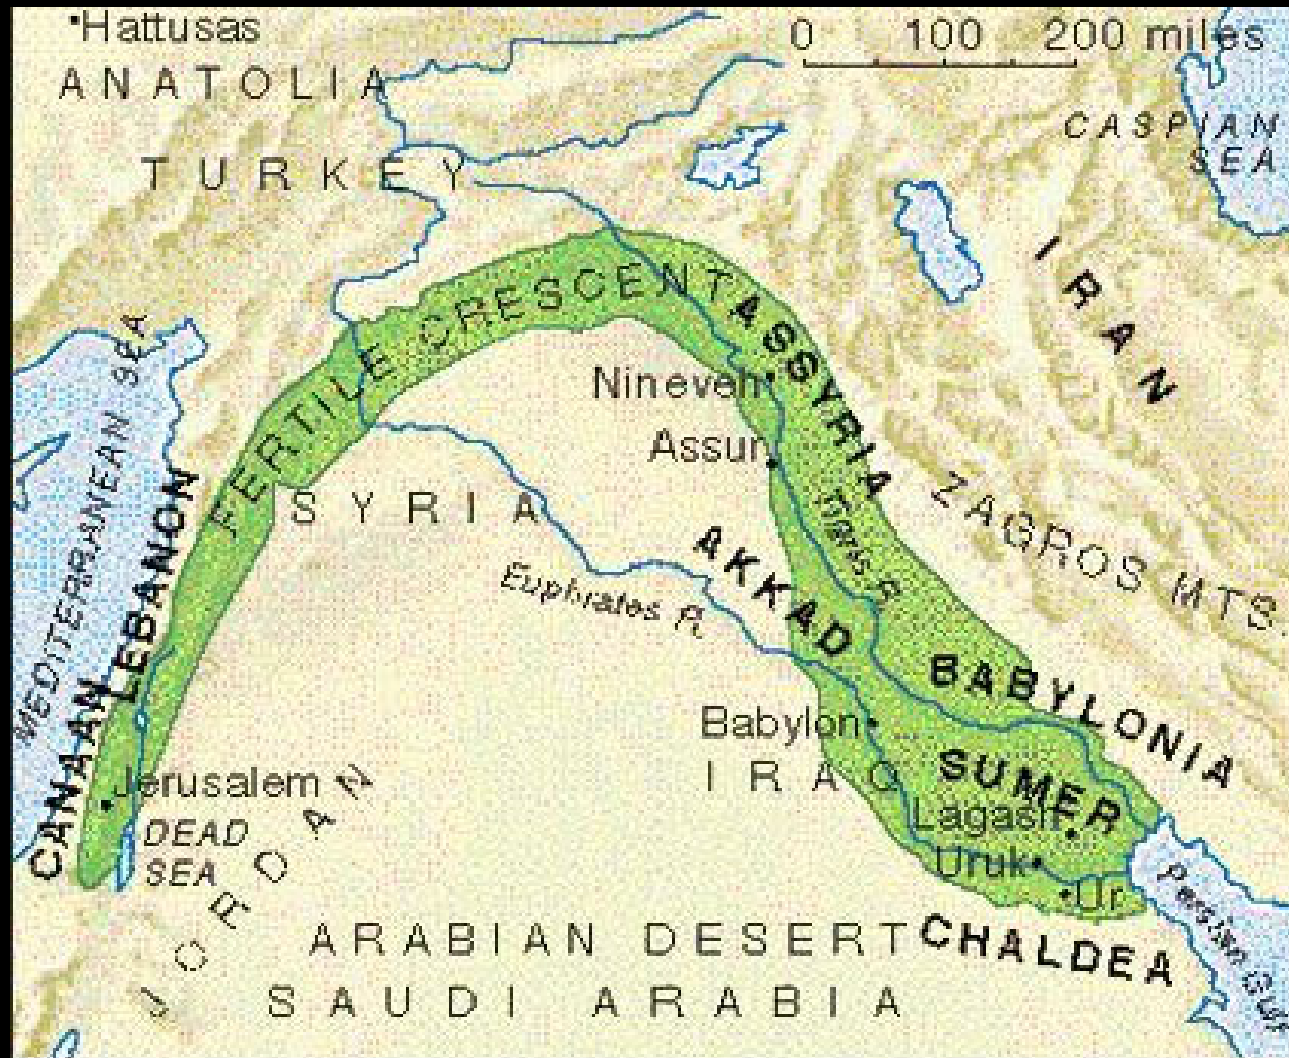 Hattusas
0 100 200 miles
ANATOLIA
CASPIAN
SEA
TURKEY
IRAN
FERTILE CRESCENT
ASSYRIA
MEDITERRANEAN SEA
Nineveh
Assur
LEBANON
SYRIA
Tigris R.
ZAGROS MTS.
AKKAD
Euphrates R.
CANAAN
BABYLONIA
Babylon
IRAQ
SUMER
Jerusalem
Lagash
DEAD
SEA
Uruk
Ur
JORDAN
Persian Gulf
ARABIAN DESERT
CHALDEA
SAUDI ARABIA